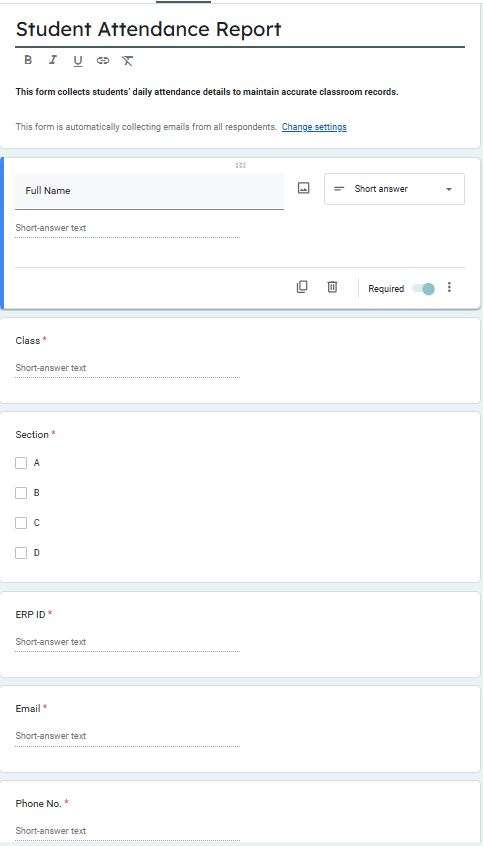 Student Attendance Report
B I U
This form collects students' daily attendance details to maintain accurate classroom records.
This form is automatically collecting emails from all respondents. Change settings
Full Name
Short answer
Short-answer text
Required
Class *
Short-answer text
Section *
A
B
C
D
ERP ID *
Short-answer text
Email *
Short-answer text
Phone No. *
Short-answer text